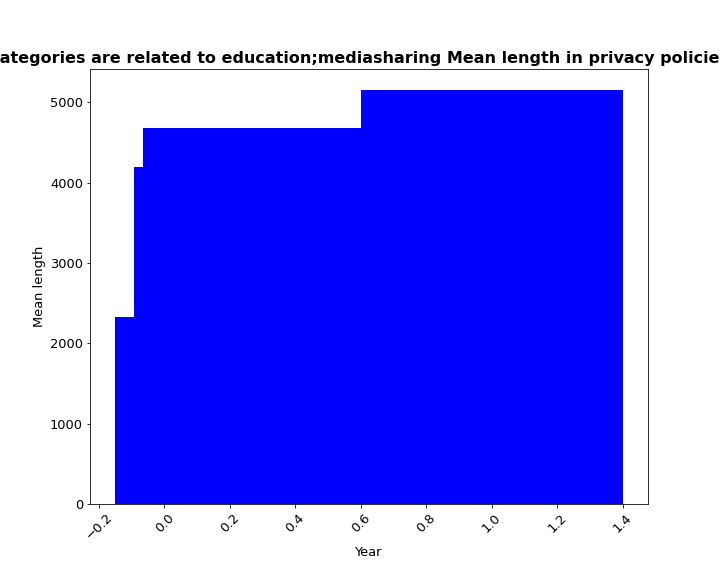 ategories are related to education;mediasharing Mean length in privacy policie
5000
4000
3000
2000
1000
0
Mean length
−0.2 0.0 0.2 0.4 0.6 0.8 1.0 1.2 1.4
Year